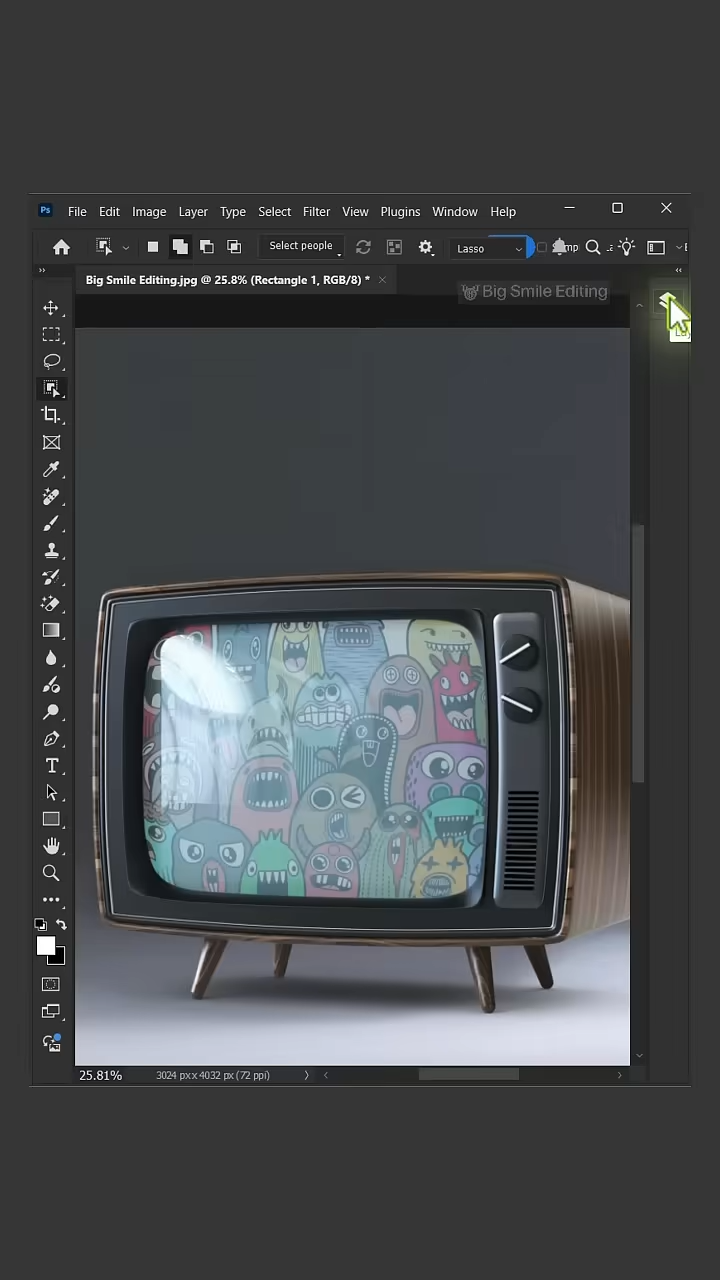 Ps File Edit Image Layer Type Select Filter View Plugins Window Help
Select people Lasso
Big Smile Editing.jpg @ 25.8% (Rectangle 1, RGB/8) *
Big Smile Editing
25.81% 3024 px x 4032 px (72 ppi)